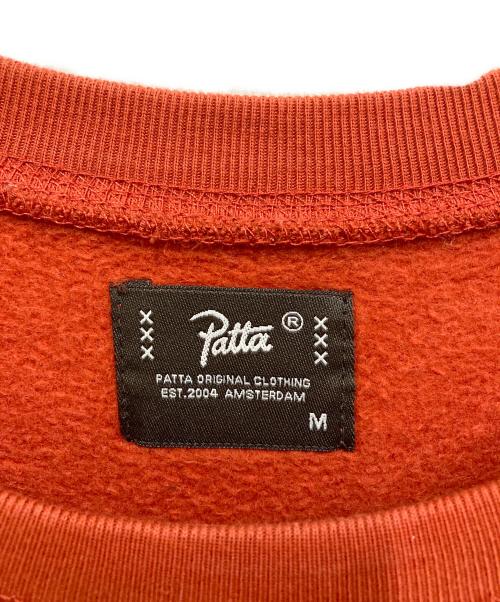 Patta ®
PATTA ORIGINAL CLOTHING
EST.2004 AMSTERDAM
M